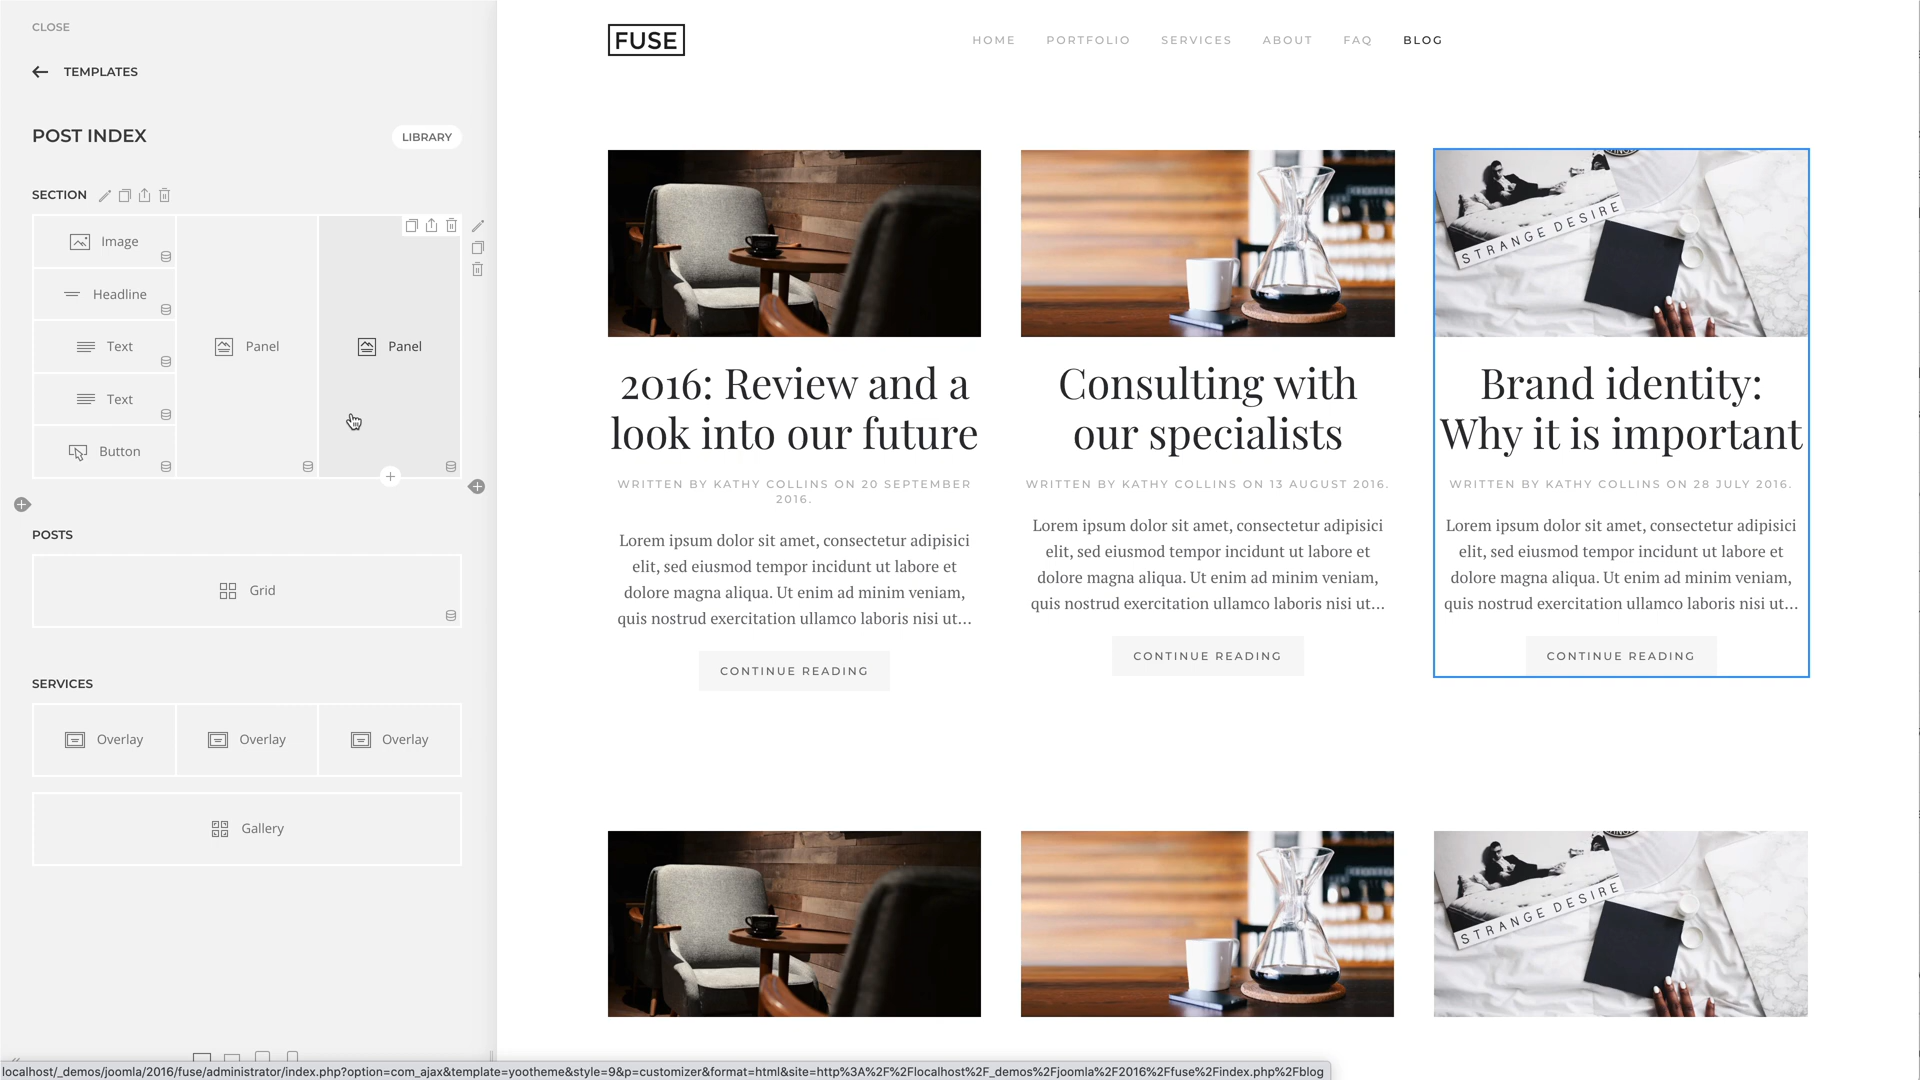 CLOSE
TEMPLATES
POST INDEX
LIBRARY
SECTION
Image
Headline
Text
Text
Button
Panel
Panel
POSTS
Grid
SERVICES
Overlay
Overlay
Overlay
Gallery
FUSE
HOME PORTFOLIO SERVICES ABOUT FAQ BLOG
2016: Review and a
look into our future
WRITTEN BY KATHY COLLINS ON 20 SEPTEMBER
2016.
Lorem ipsum dolor sit amet, consectetur adipisici
elit, sed eiusmod tempor incidunt ut labore et
dolore magna aliqua. Ut enim ad minim veniam,
quis nostrud exercitation ullamco laboris nisi ut...
CONTINUE READING
Consulting with
our specialists
WRITTEN BY KATHY COLLINS ON 13 AUGUST 2016.
Lorem ipsum dolor sit amet, consectetur adipisici
elit, sed eiusmod tempor incidunt ut labore et
dolore magna aliqua. Ut enim ad minim veniam,
quis nostrud exercitation ullamco laboris nisi ut...
CONTINUE READING
STRANGE DESIRE
Brand identity:
Why it is important
WRITTEN BY KATHY COLLINS ON 28 JULY 2016.
Lorem ipsum dolor sit amet, consectetur adipisici
elit, sed eiusmod tempor incidunt ut labore et
dolore magna aliqua. Ut enim ad minim veniam,
quis nostrud exercitation ullamco laboris nisi ut...
CONTINUE READING
STRANGE DESIRE
localhost/_demos/joomla/2016/fuse/administrator/index.php?option=com_ajax&template=yootheme&style=9&p=customizer&format=html&site=http%3A%2F%2Flocalhost%2F_demos%2Fjoomla%2F2016%2Ffuse%2Findex.php%2Fblog